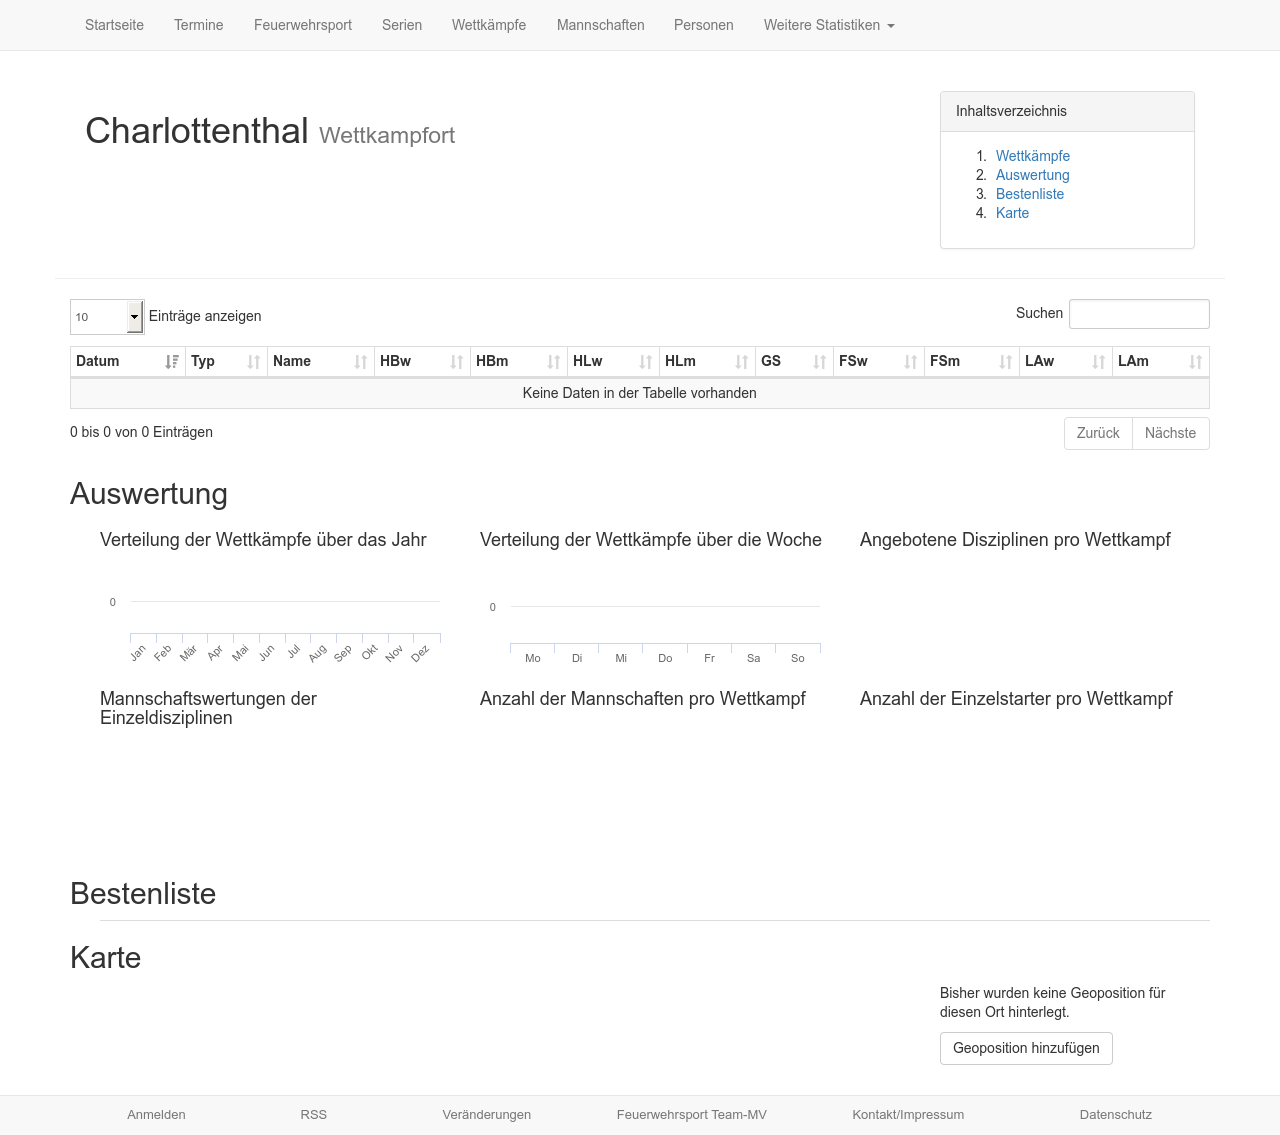 Startseite Termine Feuerwehrsport Serien Wettkämpfe Mannschaften Personen Weitere Statistiken
Charlottenthal Wettkampfort
Inhaltsverzeichnis
1. Wettkämpfe
2. Auswertung
3. Bestenliste
4. Karte
10 Einträge anzeigen
Suchen
Datum Typ Name HBw HBm HLw HLm GS FSw FSm LAw LAm
Keine Daten in der Tabelle vorhanden
0 bis 0 von 0 Einträgen
Zurück Nächste
Auswertung
Verteilung der Wettkämpfe über das Jahr
0
Jan Feb Mär Apr Mai Jun Jul Aug Sep Okt Nov Dez
Verteilung der Wettkämpfe über die Woche
0
Mo Di Mi Do Fr Sa So
Angebotene Disziplinen pro Wettkampf
Mannschaftswertungen der
Einzeldisziplinen
Anzahl der Mannschaften pro Wettkampf
Anzahl der Einzelstarter pro Wettkampf
Bestenliste
Karte
Bisher wurden keine Geoposition für
diesen Ort hinterlegt.
Geoposition hinzufügen
Anmelden RSS Veränderungen Feuerwehrsport Team-MV Kontakt/Impressum Datenschutz